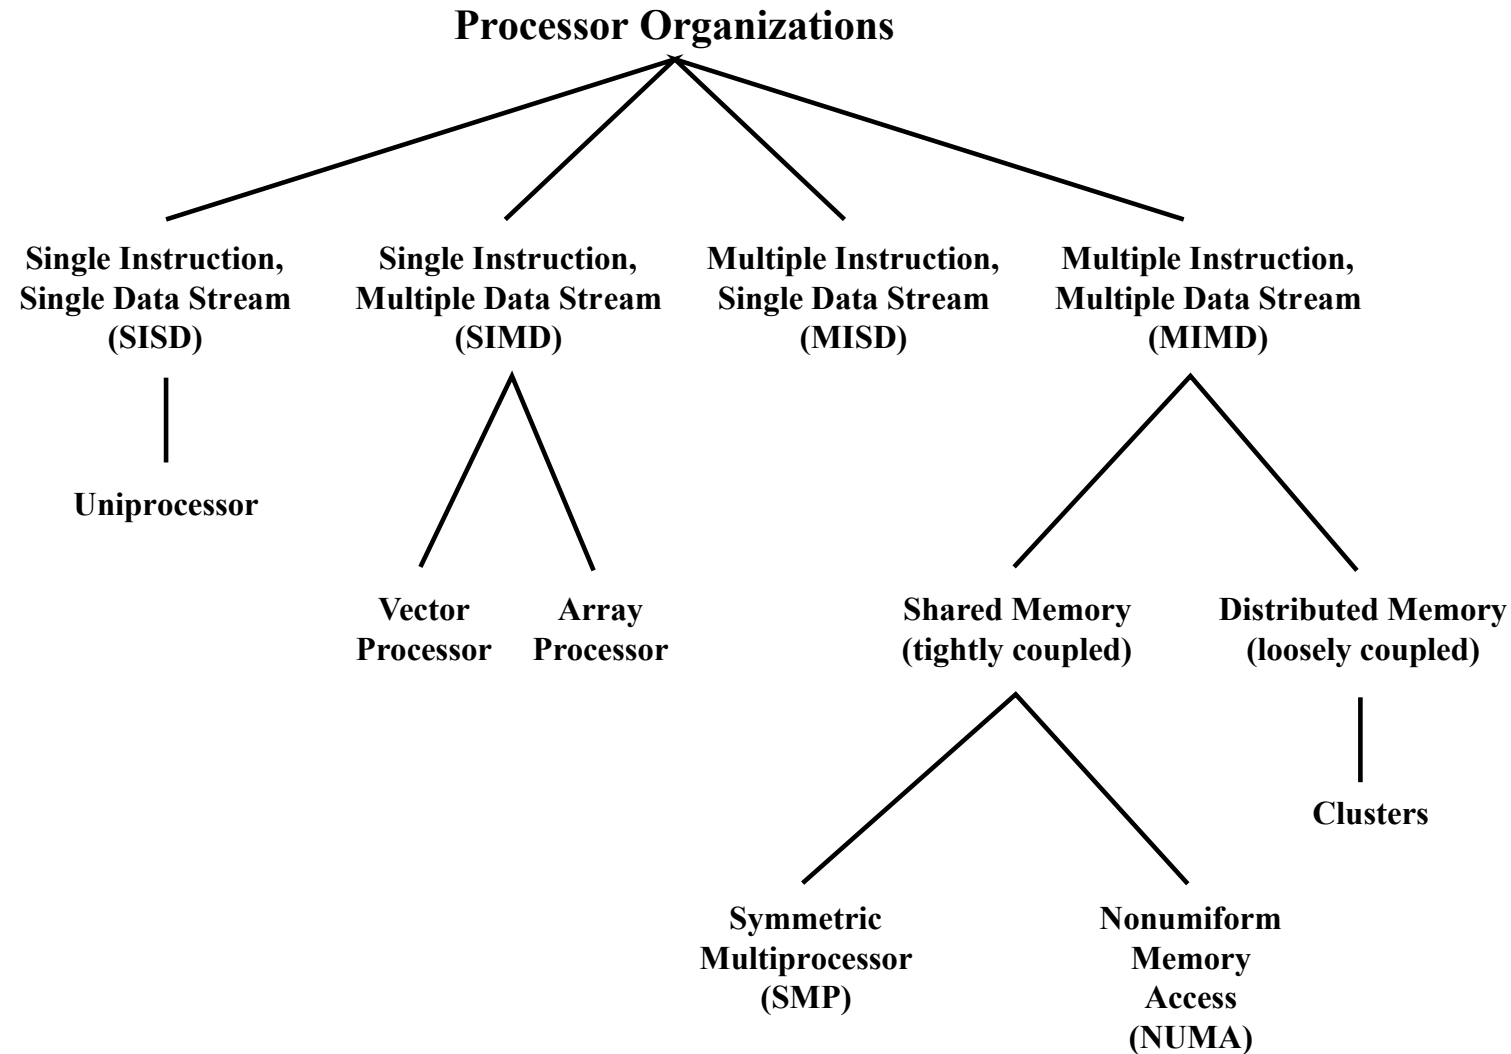 Processor Organizations
Single Instruction,
Single Data Stream
(SISD)
Single Instruction,
Multiple Data Stream
(SIMD)
Multiple Instruction,
Single Data Stream
(MISD)
Multiple Instruction,
Multiple Data Stream
(MIMD)
Uniprocessor
Vector
Processor
Array
Processor
Shared Memory
(tightly coupled)
Distributed Memory
(loosely coupled)
Clusters
Symmetric
Multiprocessor
(SMP)
Nonumiform
Memory
Access
(NUMA)